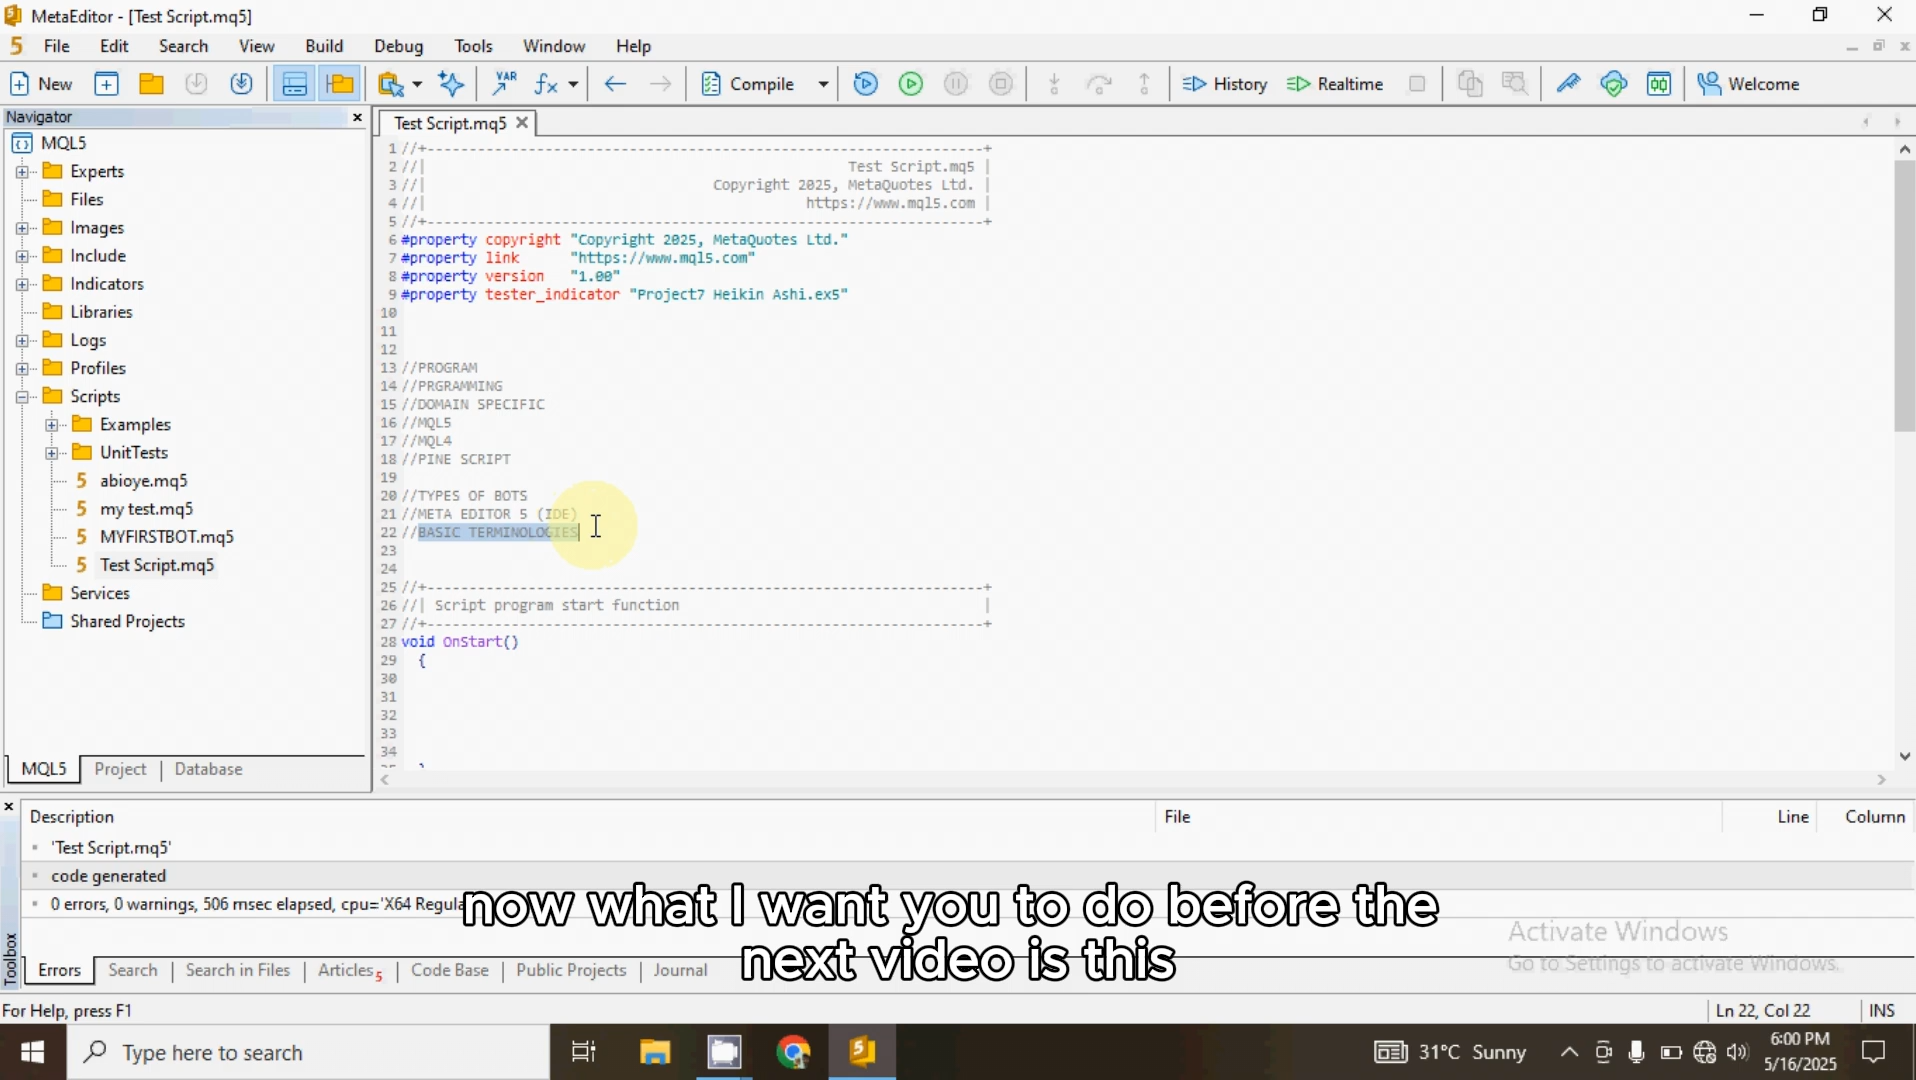 MetaEditor - [Test Script.mq5]
5 File Edit Search View Build Debug Tools Window Help
New VAR fx Compile History Realtime Welcome
Navigator
MQL5
Experts
Files
Images
Include
Indicators
Libraries
Logs
Profiles
Scripts
Examples
UnitTests
5 abioye.mq5
5 my test.mq5
5 MYFIRSTBOT.mq5
5 Test Script.mq5
Services
Shared Projects
MQL5 Project Database
Test Script.mq5
1 //+------------------------------------------------------------------+
2 //| Test Script.mq5 |
3 //| Copyright 2025, MetaQuotes Ltd. |
4 //| https://www.mql5.com |
5 //+------------------------------------------------------------------+
6 #property copyright "Copyright 2025, MetaQuotes Ltd."
7 #property link "https://www.mql5.com"
8 #property version "1.00"
9 #property tester_indicator "Project7 Heikin Ashi.ex5"
10
11
12
13 //PROGRAM
14 //PRGRAMMING
15 //DOMAIN SPECIFIC
16 //MQL5
17 //MQL4
18 //PINE SCRIPT
19
20 //TYPES OF BOTS
21 //META EDITOR 5 (IDE)
22 //BASIC TERMINOLOGIES
23
24
25 //+------------------------------------------------------------------+
26 //| Script program start function |
27 //+------------------------------------------------------------------+
28 void OnStart()
29 {
30
31
32
33
34
Toolbox
Description File Line Column
'Test Script.mq5'
code generated
0 errors, 0 warnings, 506 msec elapsed, cpu='X64 Regula
now what I want you to do before the
next video is this
Activate Windows
Go to Settings to activate Windows.
Errors Search Search in Files Articles 5 Code Base Public Projects Journal
For Help, press F1 Ln 22, Col 22 INS
Type here to search 5 31°C Sunny 6:00 PM
5/16/2025